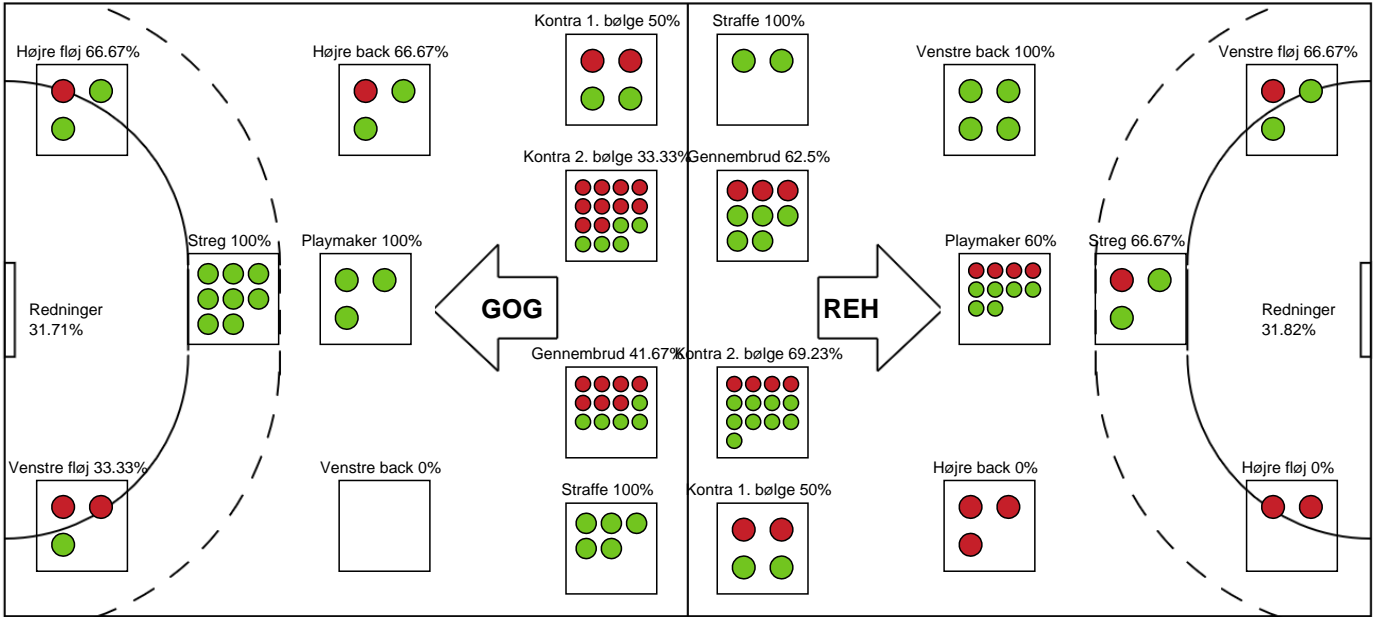 Kontra 1. bølge 50%
Straffe 100%
Højre fløj 66.67%
Højre back 66.67%
Venstre back 100%
Venstre fløj 66.67%
Kontra 2. bølge 33.33%
Gennembrud 62.5%
Streg 100%
Playmaker 100%
Playmaker 60%
Streg 66.67%
Redninger
31.71%
GOG
REH
Redninger
31.82%
Gennembrud 41.67%
Kontra 2. bølge 69.23%
Venstre fløj 33.33%
Venstre back 0%
Højre back 0%
Højre fløj 0%
Straffe 100%
Kontra 1. bølge 50%